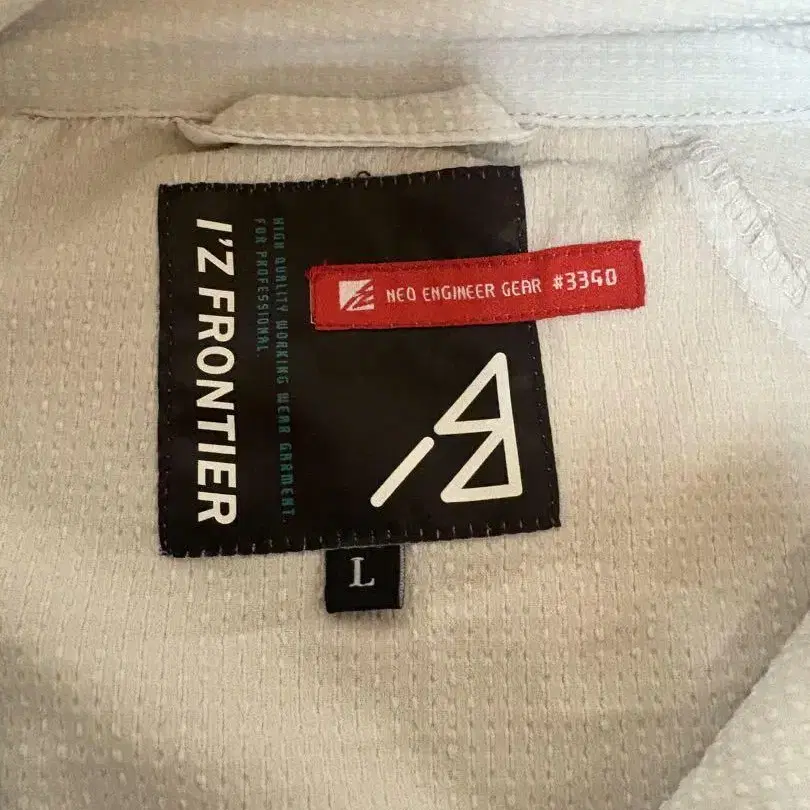 I'Z FRONTIER
HIGH QUALITY WORKING WEAR GARMENT.
FOR PROFESSIONAL.
NEO ENGINEER GEAR #3340
L